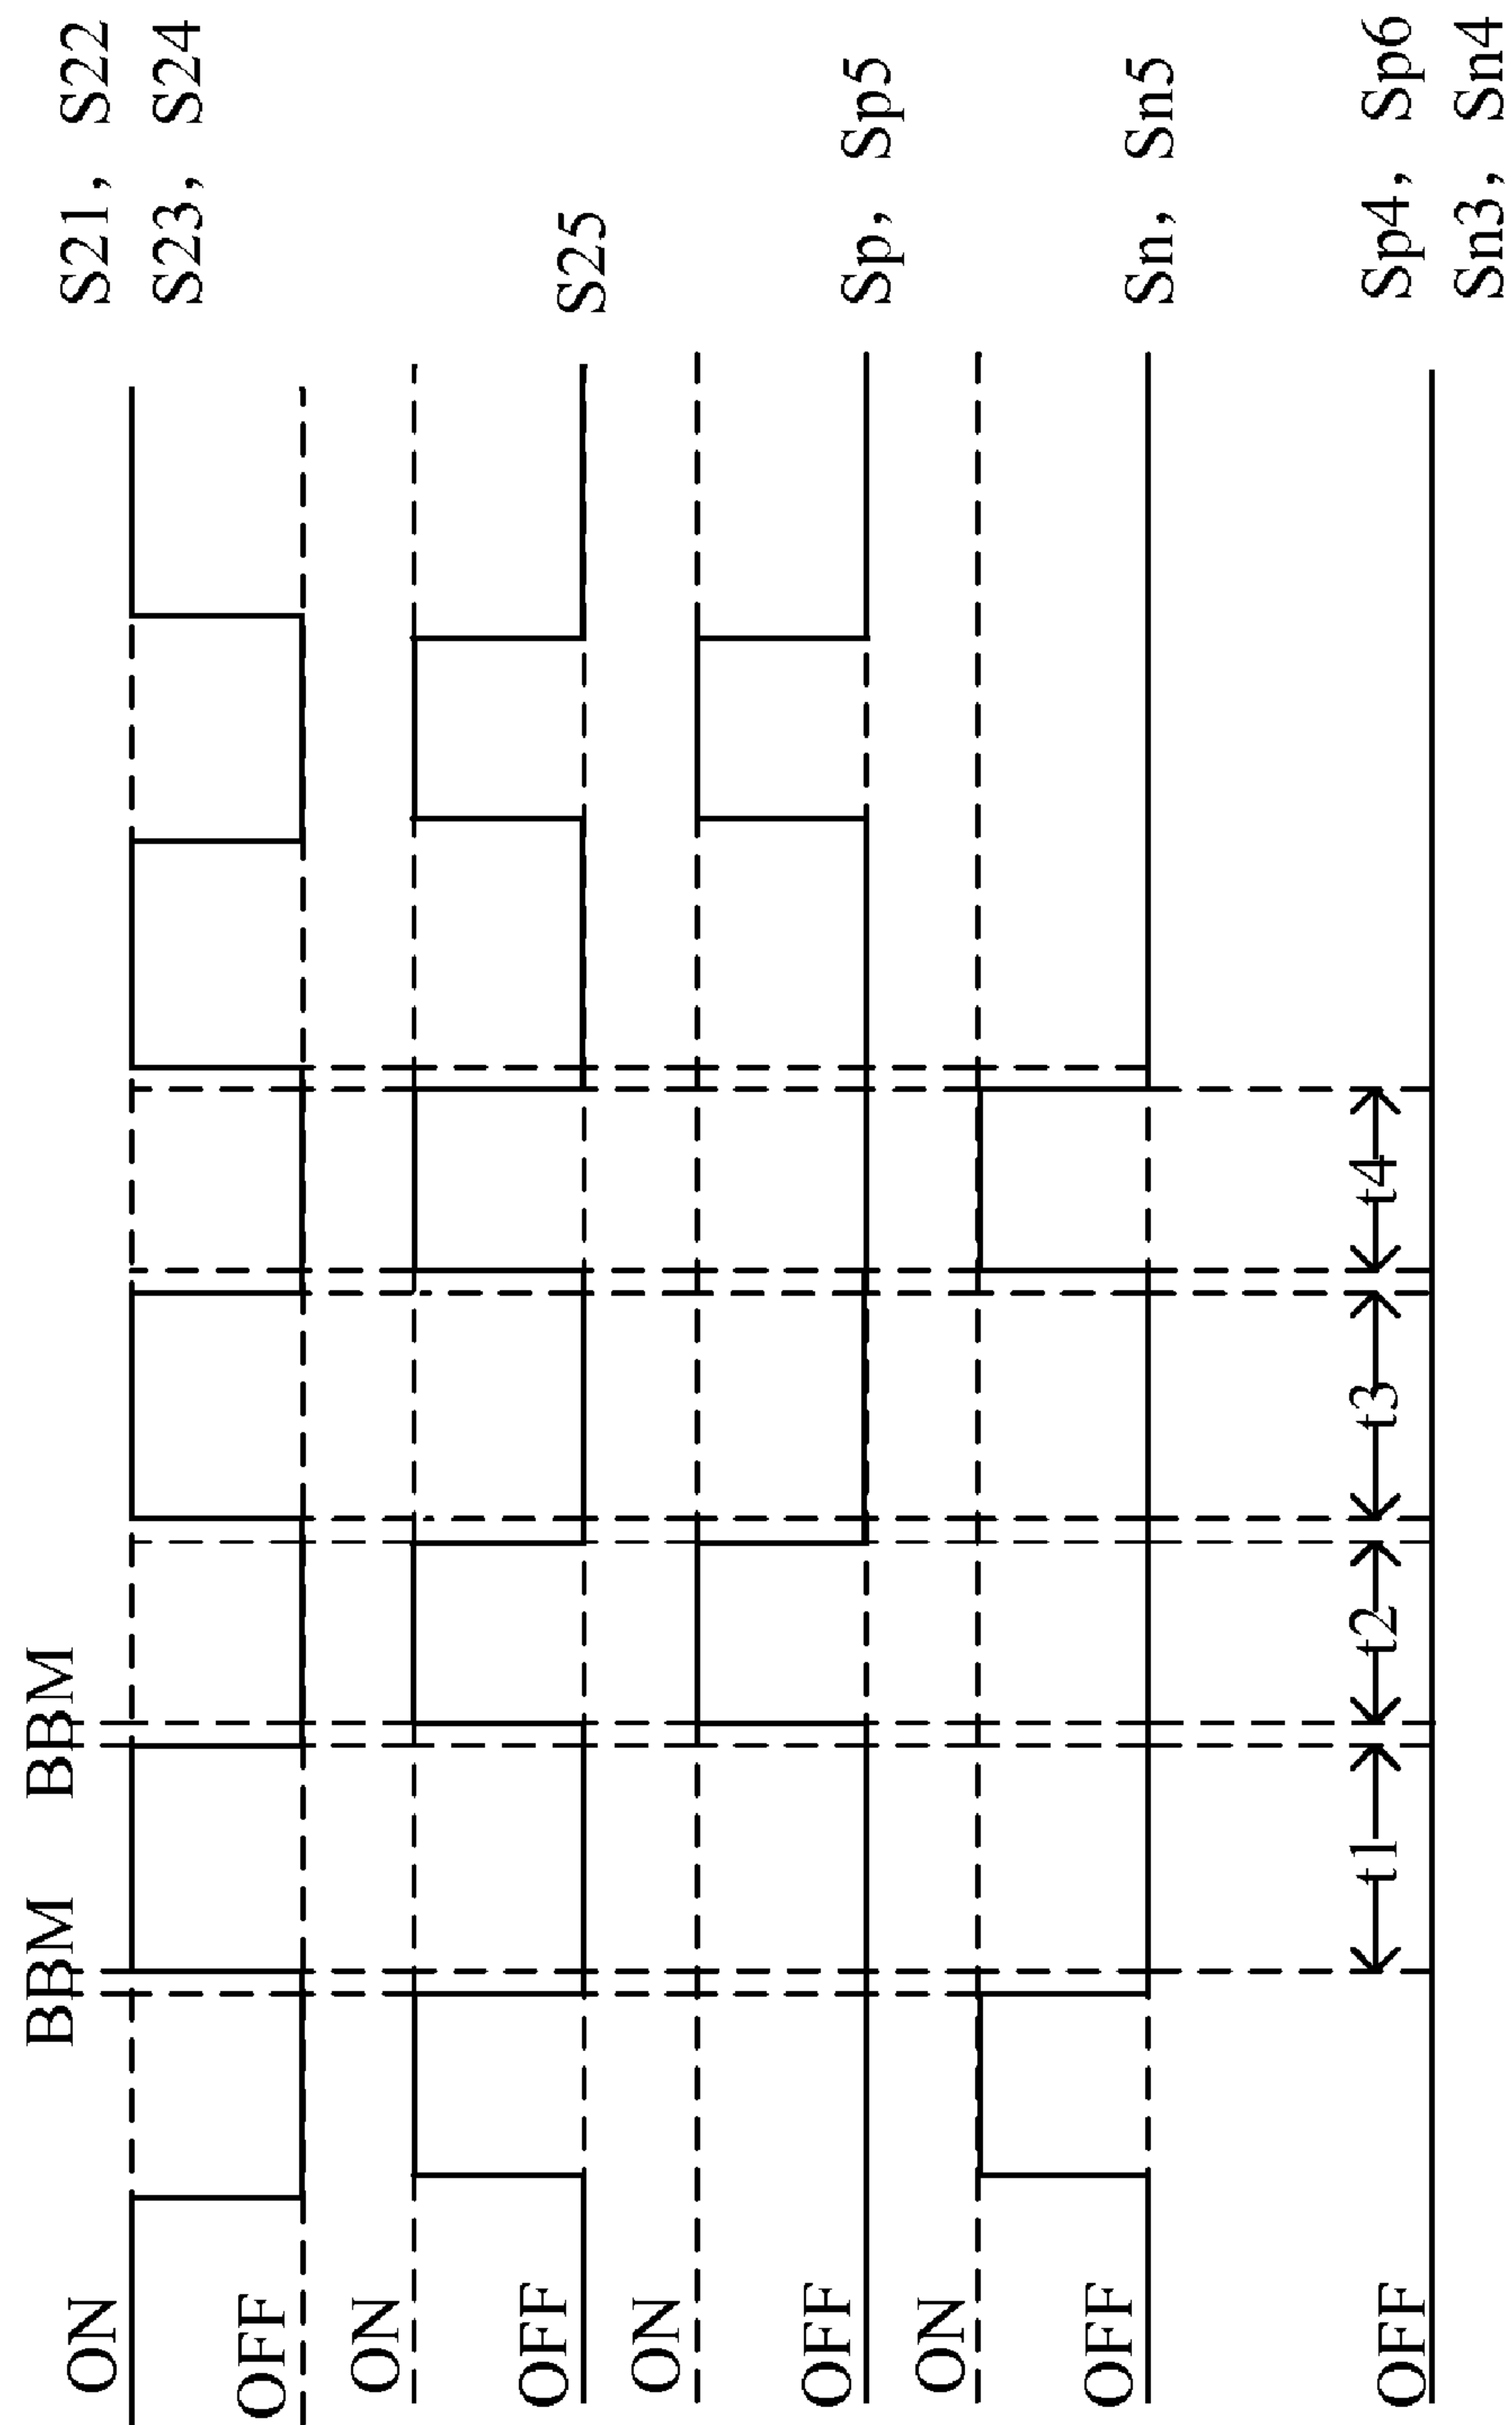 BBM BBM
ON
S21, S22
S23, S24
OFF
ON
OFF
S25
ON
OFF
Sp, Sp5
ON
OFF
Sn, Sn5
t1 t2 t3 t4
OFF
Sp4, Sp6
Sn3, Sn4